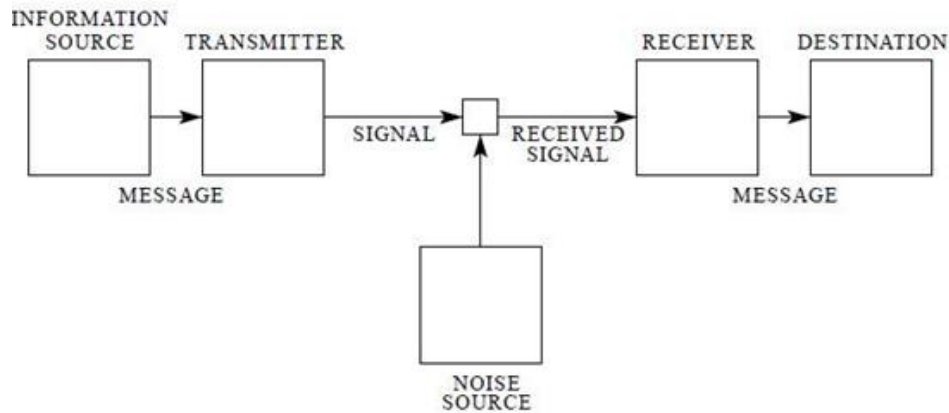 INFORMATION
SOURCE
TRANSMITTER
RECEIVER
DESTINATION
SIGNAL
RECEIVED
SIGNAL
MESSAGE
MESSAGE
NOISE
SOURCE